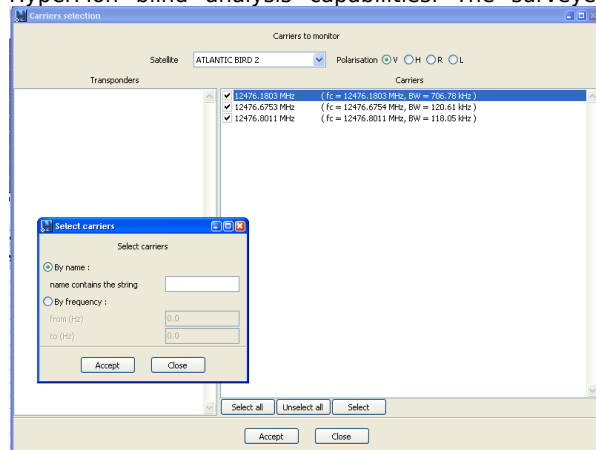 HyperMon blind analysis capabilities. The Surveye
Carriers selection
Carriers to monitor
Satellite ATLANTIC BIRD 2 Polarisation V H R L
Transponders Carriers
12476.1803 MHz ( fc = 12476.1803 MHz, BW = 706.78 kHz )
12476.6753 MHz ( fc = 12476.6754 MHz, BW = 120.61 kHz )
12476.8011 MHz ( fc = 12476.8011 MHz, BW = 118.05 kHz )
Select carriers
Select carriers
By name :
name contains the string
By frequency :
from (Hz) 0.0
to (Hz) 0.0
Accept Close
Select all Unselect all Select
Accept Close